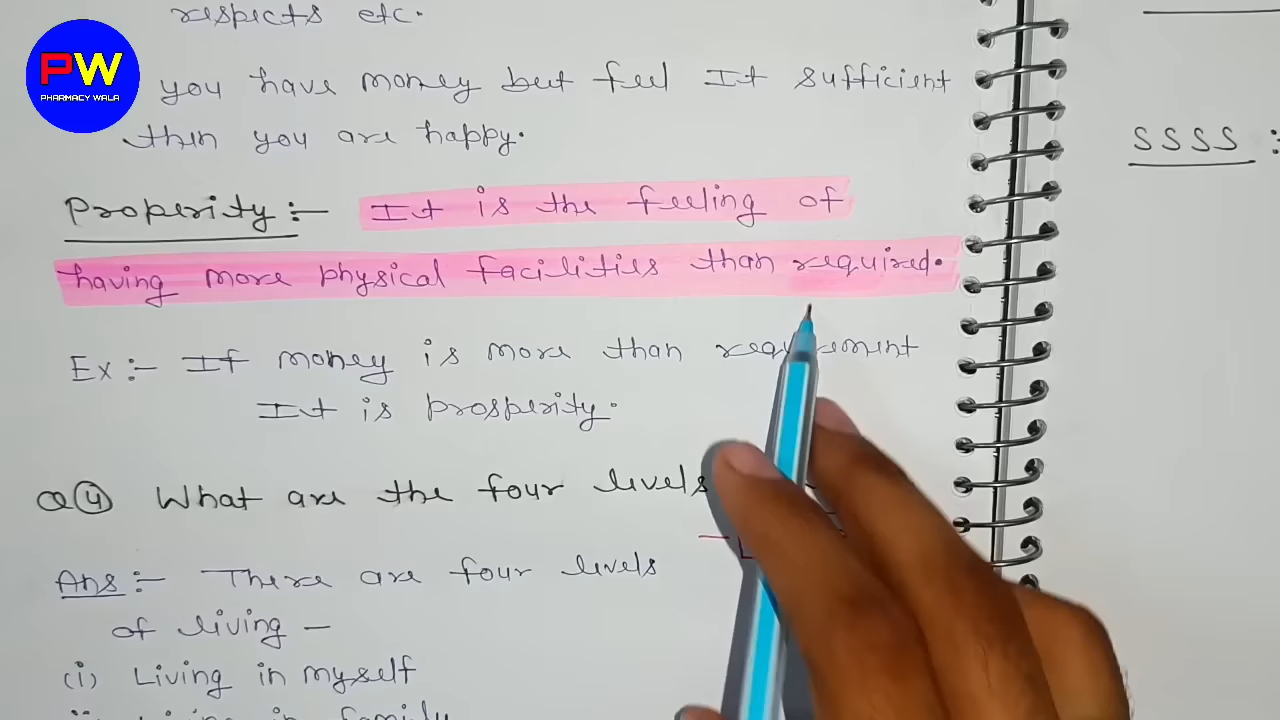 respects etc.
PW
PHARMACY WALA
you have money but feel It sufficient
then you are happy.
SSSS :
Properity :- It is the feeling of
having more physical facilities than required.
Ex :- If money is more than requirement
It is prosperity.
Q4 What are the four levels
Ans :- There are four levels
of living -
(i) Living in myself